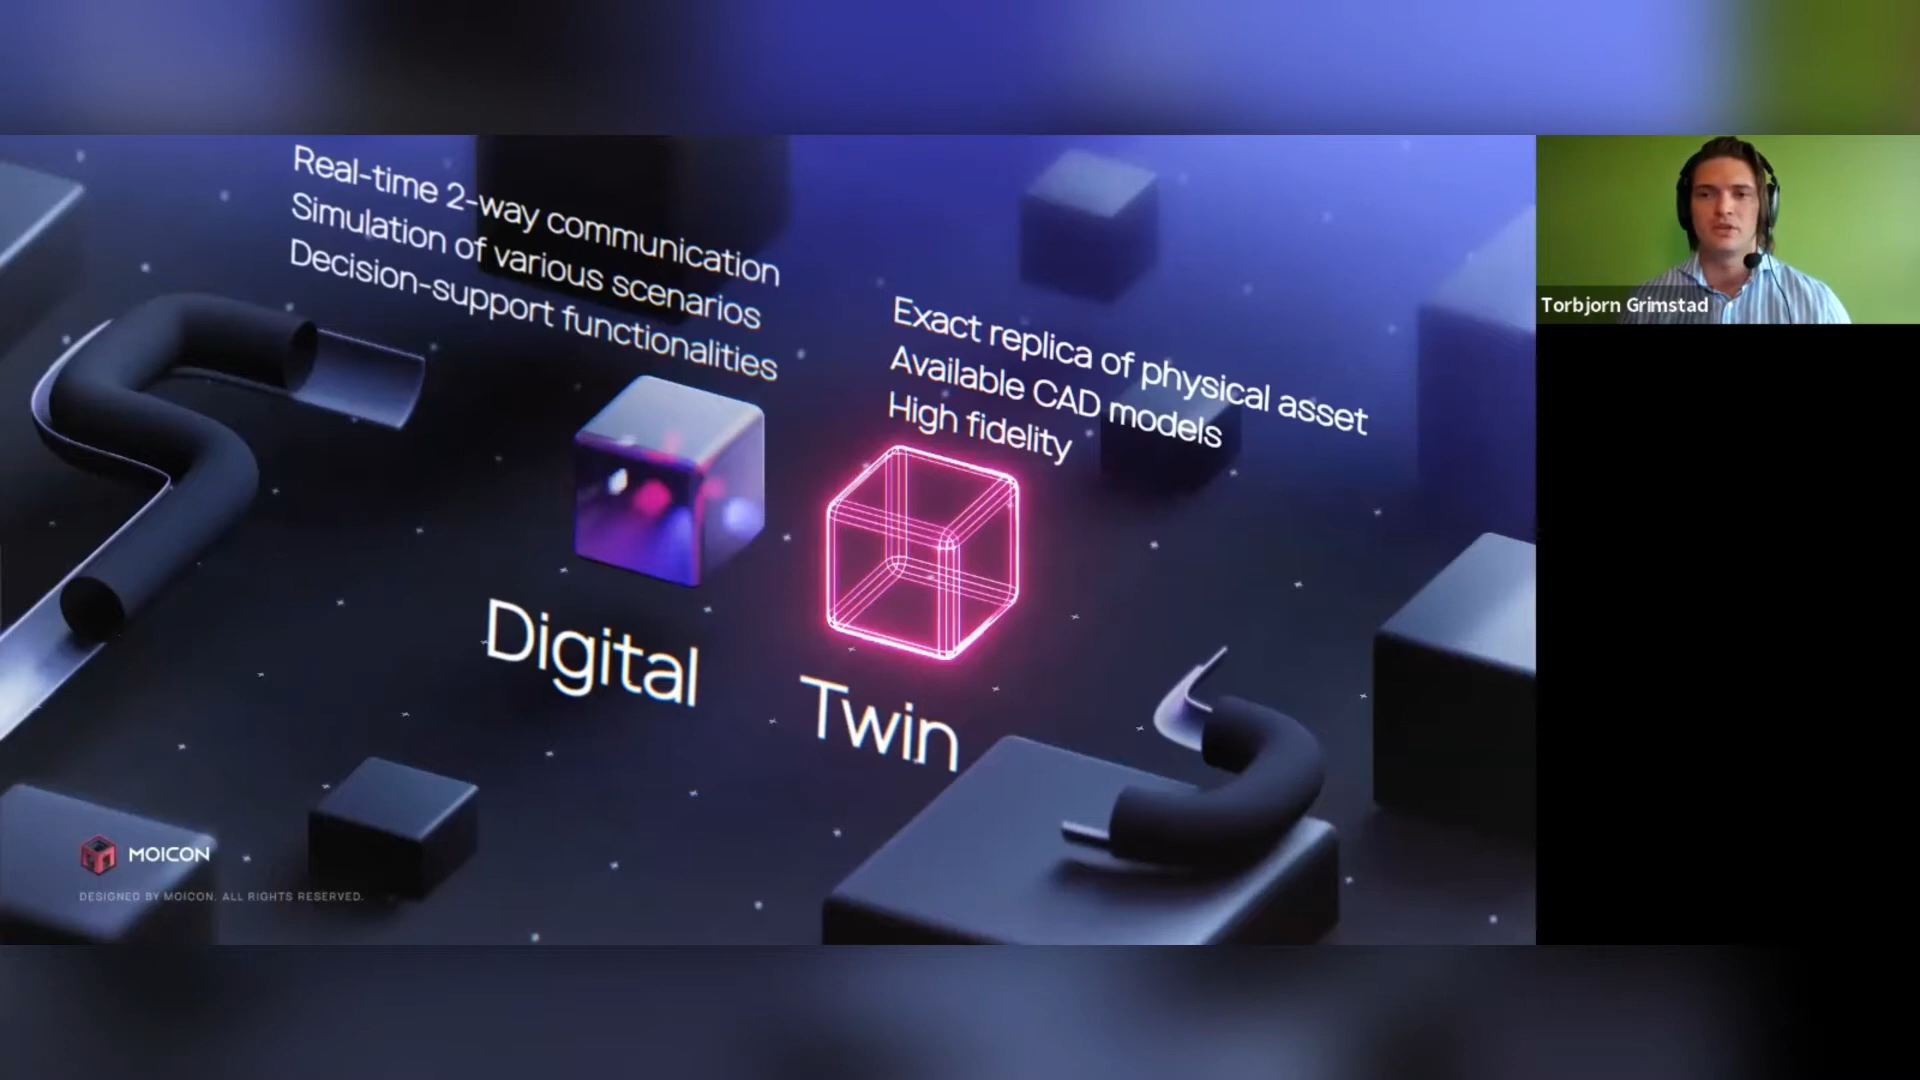 Real-time 2-way communication
Simulation of various scenarios
Decision-support functionalities
Exact replica of physical asset
Available CAD models
High fidelity
Digital
Twin
MOICON
DESIGNED BY MOICON. ALL RIGHTS RESERVED.
Torbjorn Grimstad